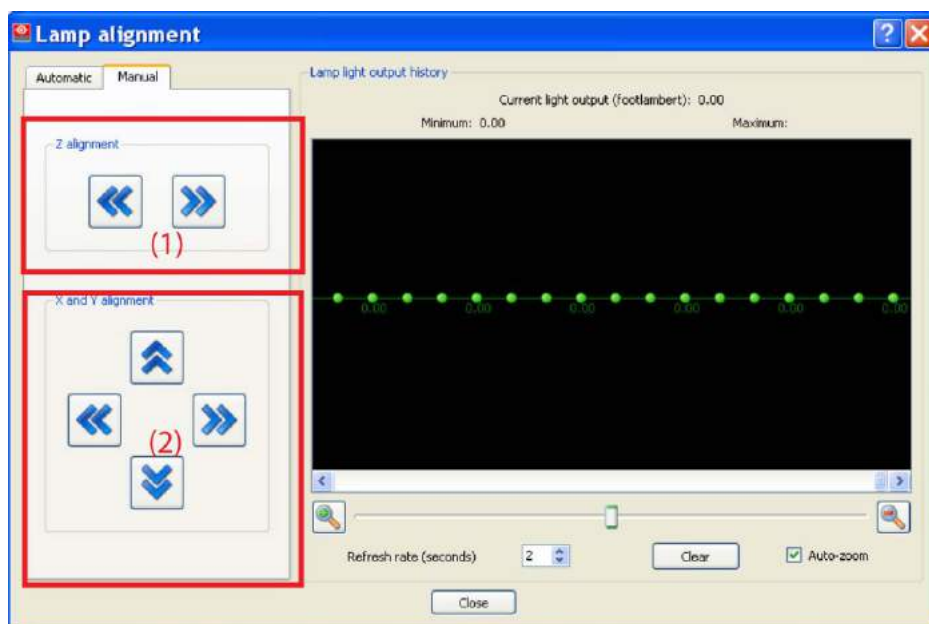 Lamp alignment
Automatic Manual
Z alignment
(1)
X and Y alignment
(2)
Lamp light output history
Current light output (footlambert): 0.00
Minimum: 0.00 Maximum:
0.00 0.00 0.00 0.00 0.00 0.00
Refresh rate (seconds) 2 Clear Auto-zoom
Close